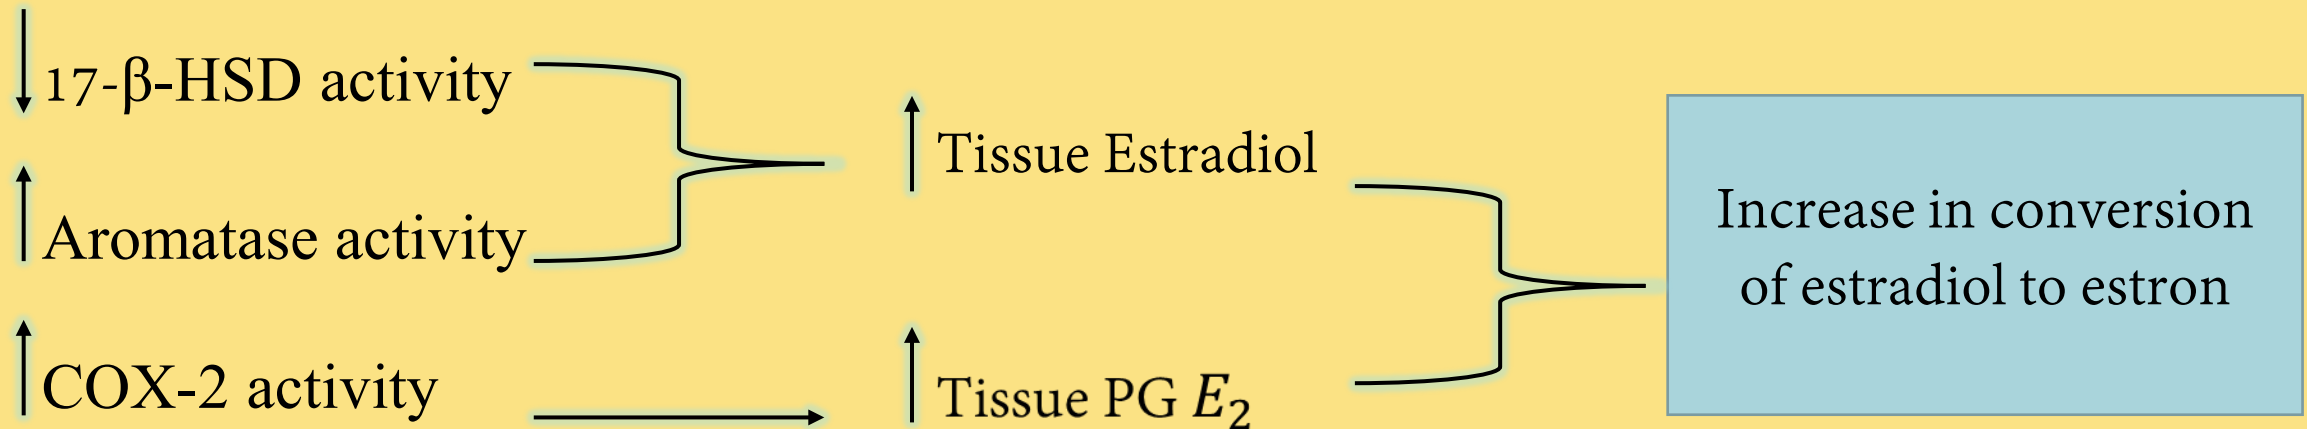 17-β-HSD activity
Aromatase activity
COX-2 activity
Tissue Estradiol
Tissue PG E₂
Increase in conversion
of estradiol to estron